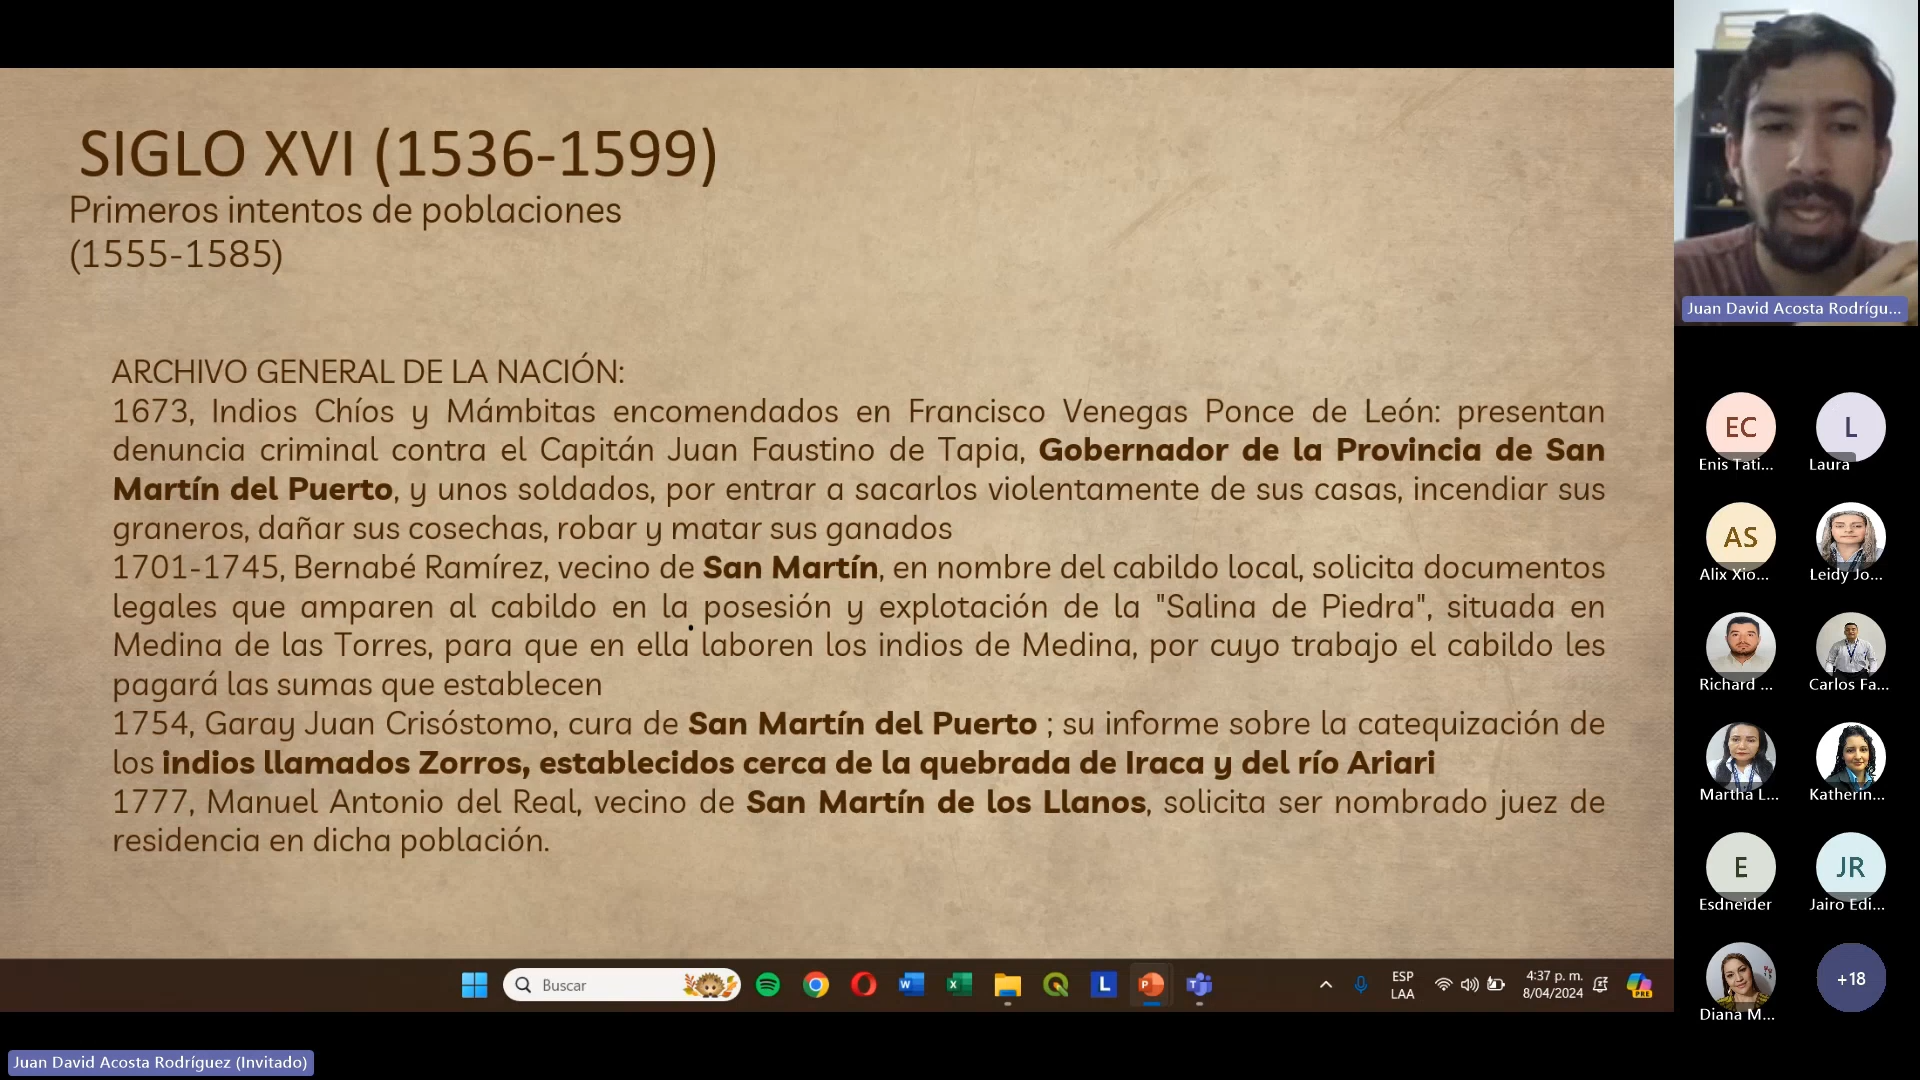 SIGLO XVI (1536-1599)
Primeros intentos de poblaciones
(1555-1585)
ARCHIVO GENERAL DE LA NACIÓN:
1673, Indios Chíos y Mámbitas encomendados en Francisco Venegas Ponce de León: presentan
denuncia criminal contra el Capitán Juan Faustino de Tapia, Gobernador de la Provincia de San
Martín del Puerto, y unos soldados, por entrar a sacarlos violentamente de sus casas, incendiar sus
graneros, dañar sus cosechas, robar y matar sus ganados
1701-1745, Bernabé Ramírez, vecino de San Martín, en nombre del cabildo local, solicita documentos
legales que amparen al cabildo en la posesión y explotación de la "Salina de Piedra", situada en
Medina de las Torres, para que en ella laboren los indios de Medina, por cuyo trabajo el cabildo les
pagará las sumas que establecen
1754, Garay Juan Crisóstomo, cura de San Martín del Puerto ; su informe sobre la catequización de
los indios llamados Zorros, establecidos cerca de la quebrada de Iraca y del río Ariari
1777, Manuel Antonio del Real, vecino de San Martín de los Llanos, solicita ser nombrado juez de
residencia en dicha población.
Buscar
ESP
LAA
4:37 p. m.
8/04/2024
PRE
Juan David Acosta Rodríguez (Invitado)
Juan David Acosta Rodrígu...
EC
Enis Tati...
L
Laura
AS
Alix Xio...
Leidy Jo...
Richard ...
Carlos Fa...
Martha L...
Katherin...
E
Esdneider
JR
Jairo Edi...
Diana M...
+18